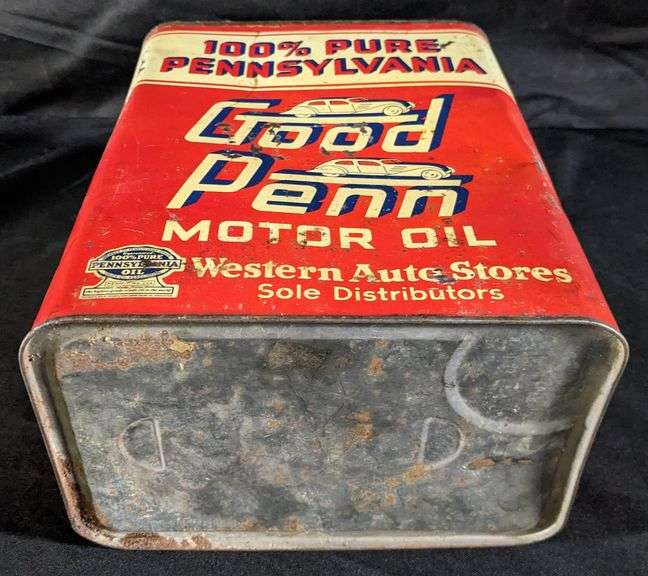 100% PURE
PENNSYLVANIA
Good
Penn
MOTOR OIL
Western Auto Stores
Sole Distributors
100% PURE
PENNSYLVANIA
OIL